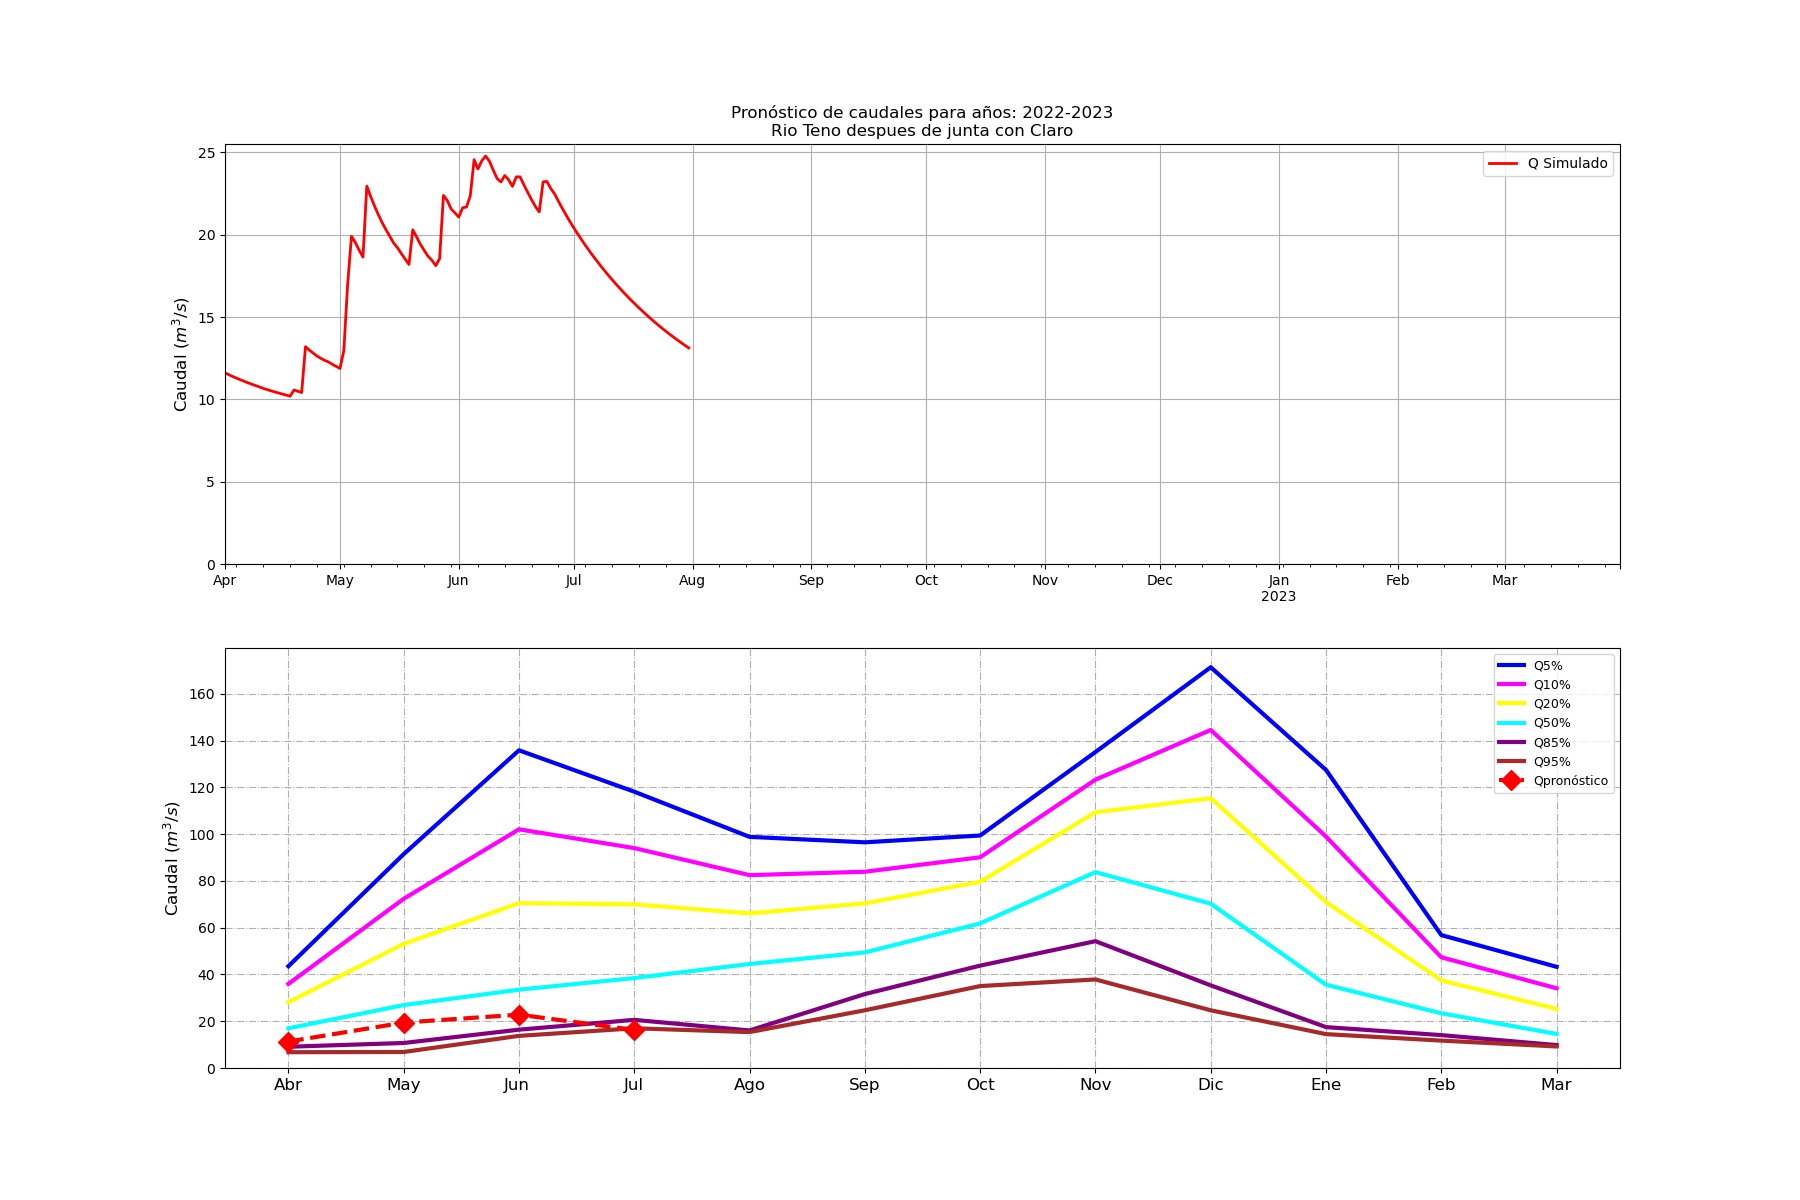 Pronóstico de caudales para años: 2022-2023
Rio Teno despues de junta con Claro
25
20
15
10
5
0
Caudal (m³/s)
Q Simulado
Apr May Jun Jul Aug Sep Oct Nov Dec Jan Feb Mar
2023
160
140
120
100
80
60
40
20
0
Caudal (m³/s)
Q5%
Q10%
Q20%
Q50%
Q85%
Q95%
Qpronóstico
Abr May Jun Jul Ago Sep Oct Nov Dic Ene Feb Mar